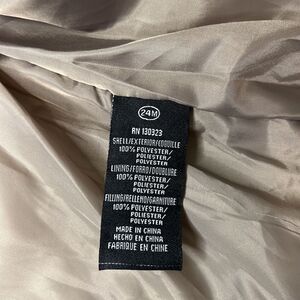 24M
RN 130323
SHELL/EXTERIOR/COQUILLE
100% POLYESTER/
POLIESTER/
POLYESTER
LINING/FORRO/DOUBLURE
100% POLYESTER/
POLIESTER/
POLYESTER
FILLING/RELLENO/GARNITURE
100% POLYESTER/
POLIESTER/
POLYESTER
MADE IN CHINA
HECHO EN CHINA
FABRIQUE EN CHINE